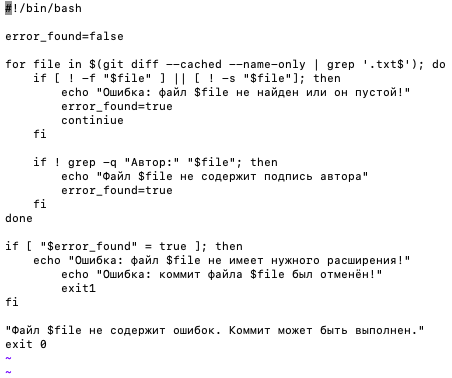 #!/bin/bash

error_found=false

for file in $(git diff --cached --name-only | grep '.txt$'); do
    if [ ! -f "$file" ] || [ ! -s "$file"]; then
        echo "Ошибка: файл $file не найден или он пустой!"
        error_found=true
        continiue
    fi

    if ! grep -q "Автор:" "$file"; then
        echo "Файл $file не содержит подпись автора"
        error_found=true
    fi
done

if [ "$error_found" = true ]; then
    echo "Ошибка: файл $file не имеет нужного расширения!"
        echo "Ошибка: коммит файла $file был отменён!"
        exit1
fi

"Файл $file не содержит ошибок. Коммит может быть выполнен."
exit 0
~
~